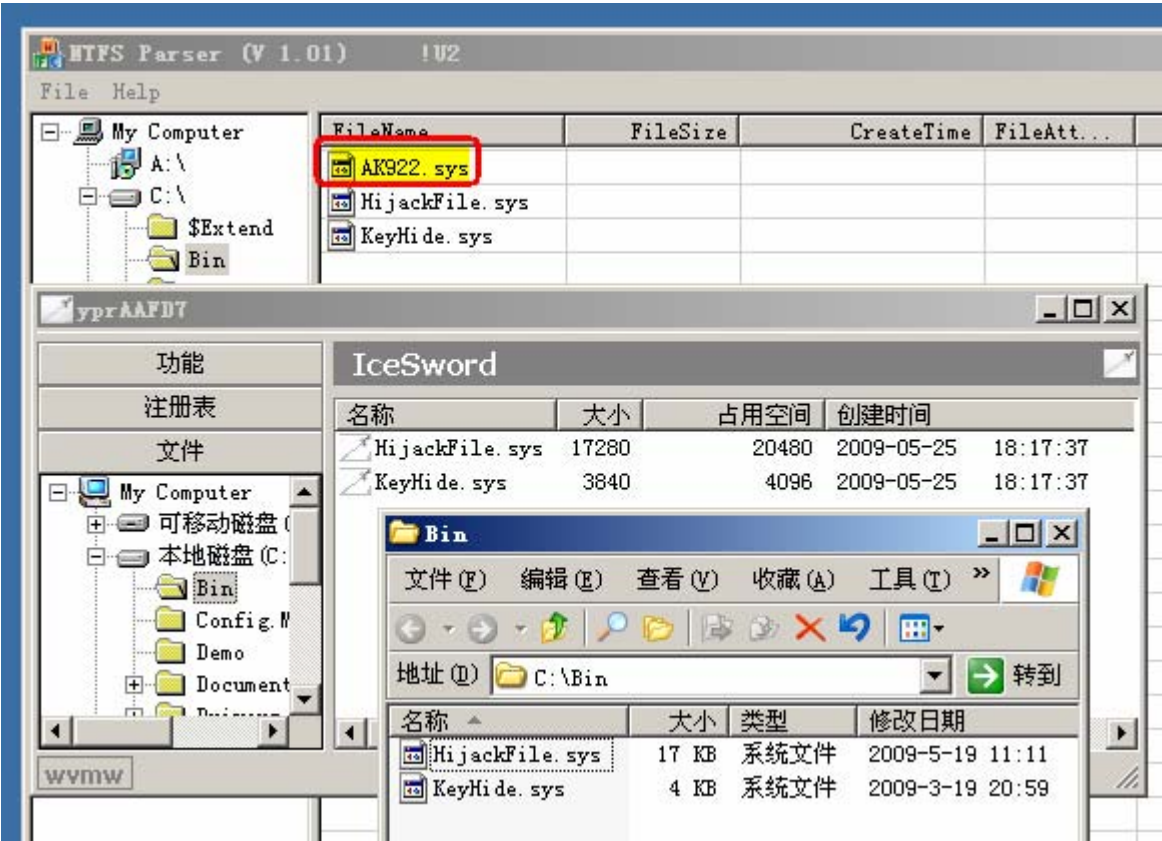 NTFS Parser (V 1.01) !U2
File Help
My Computer
A:\
C:\
$Extend
Bin
FileName FileSize CreateTime FileAtt...
AK922.sys
HijackFile.sys
KeyHide.sys
yprAAFD7
功能
注册表
文件
My Computer
可移动磁盘(
本地磁盘(C:
Bin
Config.M
Demo
Document
wvmw
IceSword
名称 大小 占用空间 创建时间
HijackFile.sys 17280 20480 2009-05-25 18:17:37
KeyHide.sys 3840 4096 2009-05-25 18:17:37
Bin
文件(F) 编辑(E) 查看(V) 收藏(A) 工具(T) »
地址(D) C:\Bin 转到
名称 大小 类型 修改日期
HijackFile.sys 17 KB 系统文件 2009-5-19 11:11
KeyHide.sys 4 KB 系统文件 2009-3-19 20:59